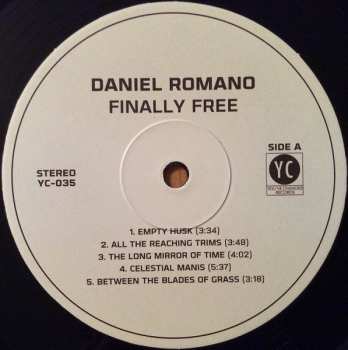 DANIEL ROMANO
FINALLY FREE
STEREO
YC-035
SIDE A
YC
1. EMPTY HUSK (3:34)
2. ALL THE REACHING TRIMS (3:48)
3. THE LONG MIRROR OF TIME (4:02)
4. CELESTIAL MANIS (5:37)
5. BETWEEN THE BLADES OF GRASS (3:18)